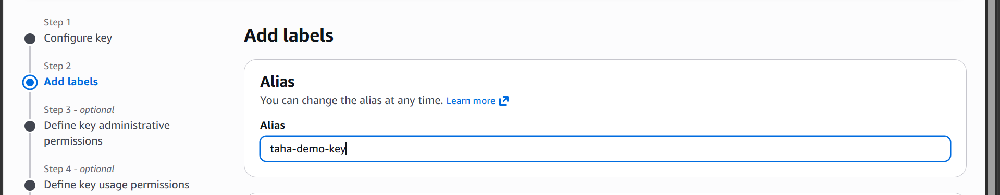 Step 1
Configure key
Step 2
Add labels
Step 3 - optional
Define key administrative
permissions
Step 4 - optional
Define key usage permissions
Add labels
Alias
You can change the alias at any time. Learn more
Alias
taha-demo-key